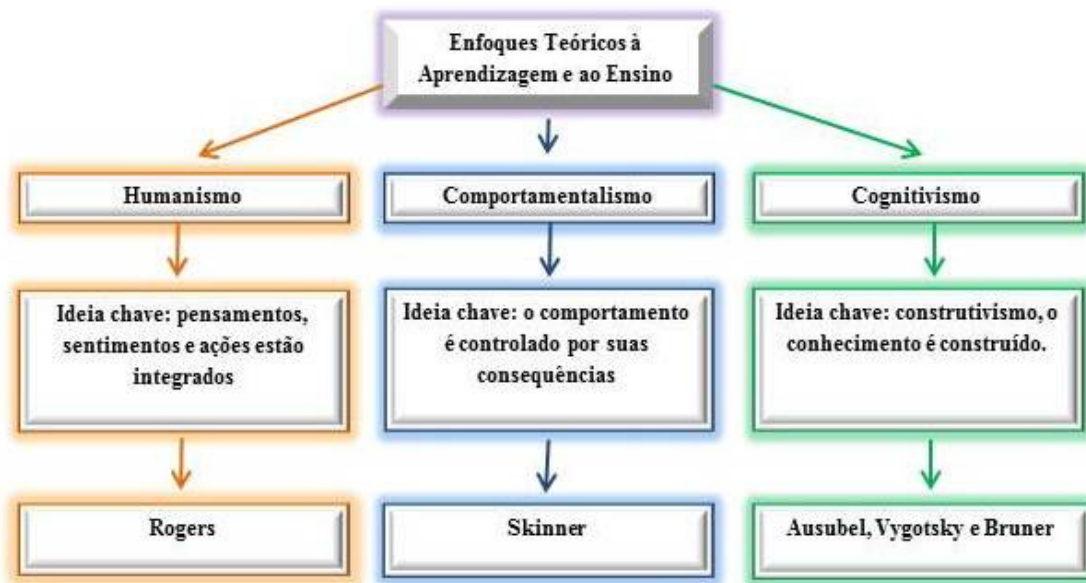 Enfoques Teóricos à
Aprendizagem e ao Ensino
Humanismo
Comportamentalismo
Cognitivismo
Ideia chave: pensamentos,
sentimentos e ações estão
integrados
Ideia chave: o comportamento
é controlado por suas
consequências
Ideia chave: construtivismo, o
conhecimento é construído.
Rogers
Skinner
Ausubel, Vygotsky e Bruner